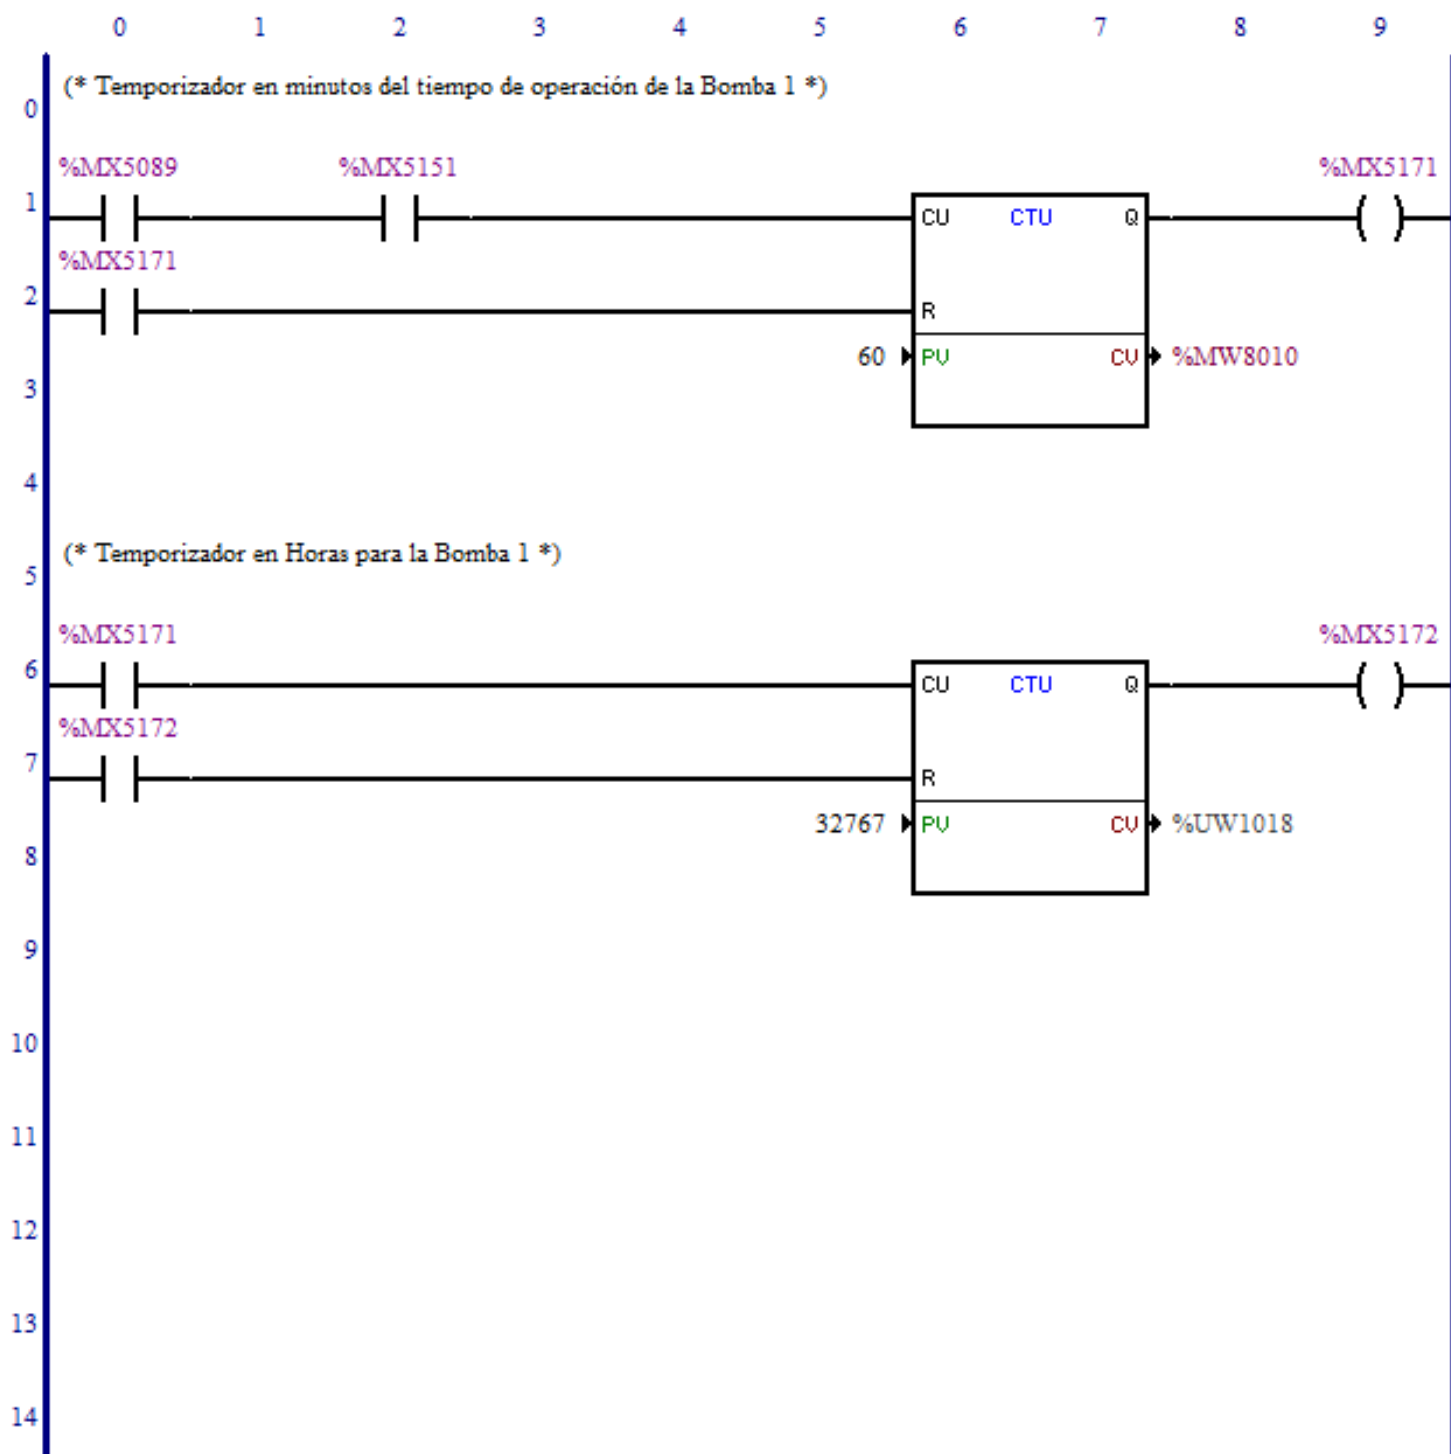 0 1 2 3 4 5 6 7 8 9
(* Temporizador en minutos del tiempo de operación de la Bomba 1 *)
0
%MX5089 %MX5151 %MX5171
1 CU CTU Q
%MX5171
2 R
60 PV CV %MW8010
3
4
(* Temporizador en Horas para la Bomba 1 *)
5
%MX5171 %MX5172
6 CU CTU Q
%MX5172
7 R
32767 PV CV %UW1018
8
9
10
11
12
13
14